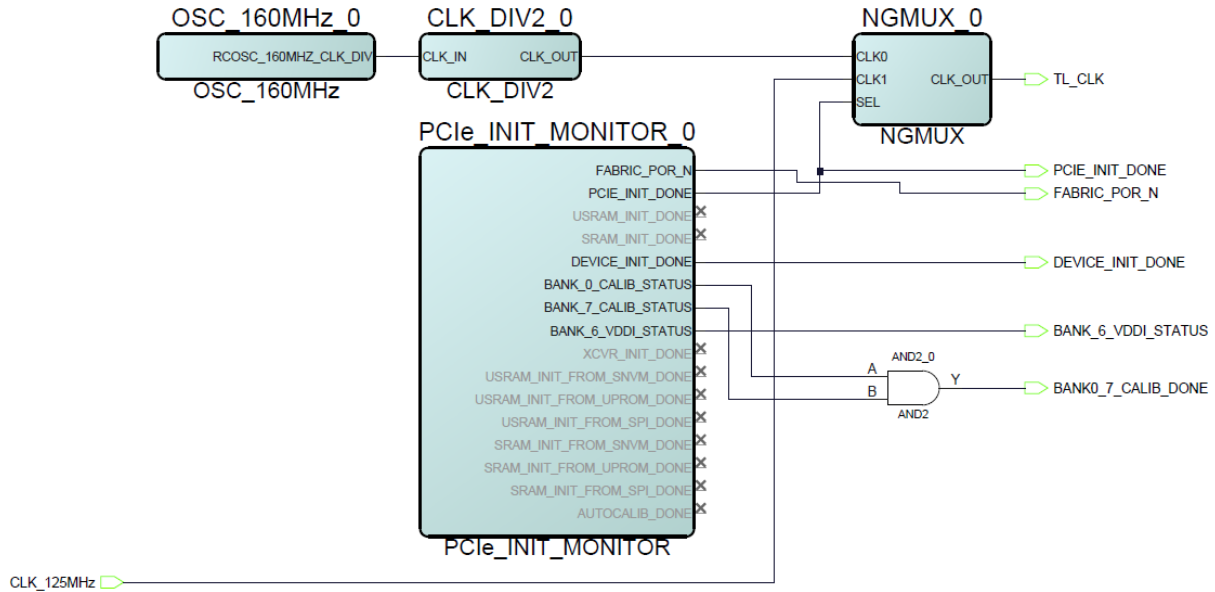 OSC_160MHz_0
RCOSC_160MHZ_CLK_DIV
OSC_160MHz
CLK_DIV2_0
CLK_IN CLK_OUT
CLK_DIV2
NGMUX_0
CLK0
CLK1 CLK_OUT
SEL
NGMUX
TL_CLK
PCIe_INIT_MONITOR_0
FABRIC_POR_N
PCIE_INIT_DONE
USRAM_INIT_DONE
SRAM_INIT_DONE
DEVICE_INIT_DONE
BANK_0_CALIB_STATUS
BANK_7_CALIB_STATUS
BANK_6_VDDI_STATUS
XCVR_INIT_DONE
USRAM_INIT_FROM_SNVM_DONE
USRAM_INIT_FROM_UPROM_DONE
USRAM_INIT_FROM_SPI_DONE
SRAM_INIT_FROM_SNVM_DONE
SRAM_INIT_FROM_UPROM_DONE
SRAM_INIT_FROM_SPI_DONE
AUTOCALIB_DONE
PCIe_INIT_MONITOR
PCIE_INIT_DONE
FABRIC_POR_N
DEVICE_INIT_DONE
BANK_6_VDDI_STATUS
AND2_0
A
B
Y
AND2
BANK0_7_CALIB_DONE
CLK_125MHz